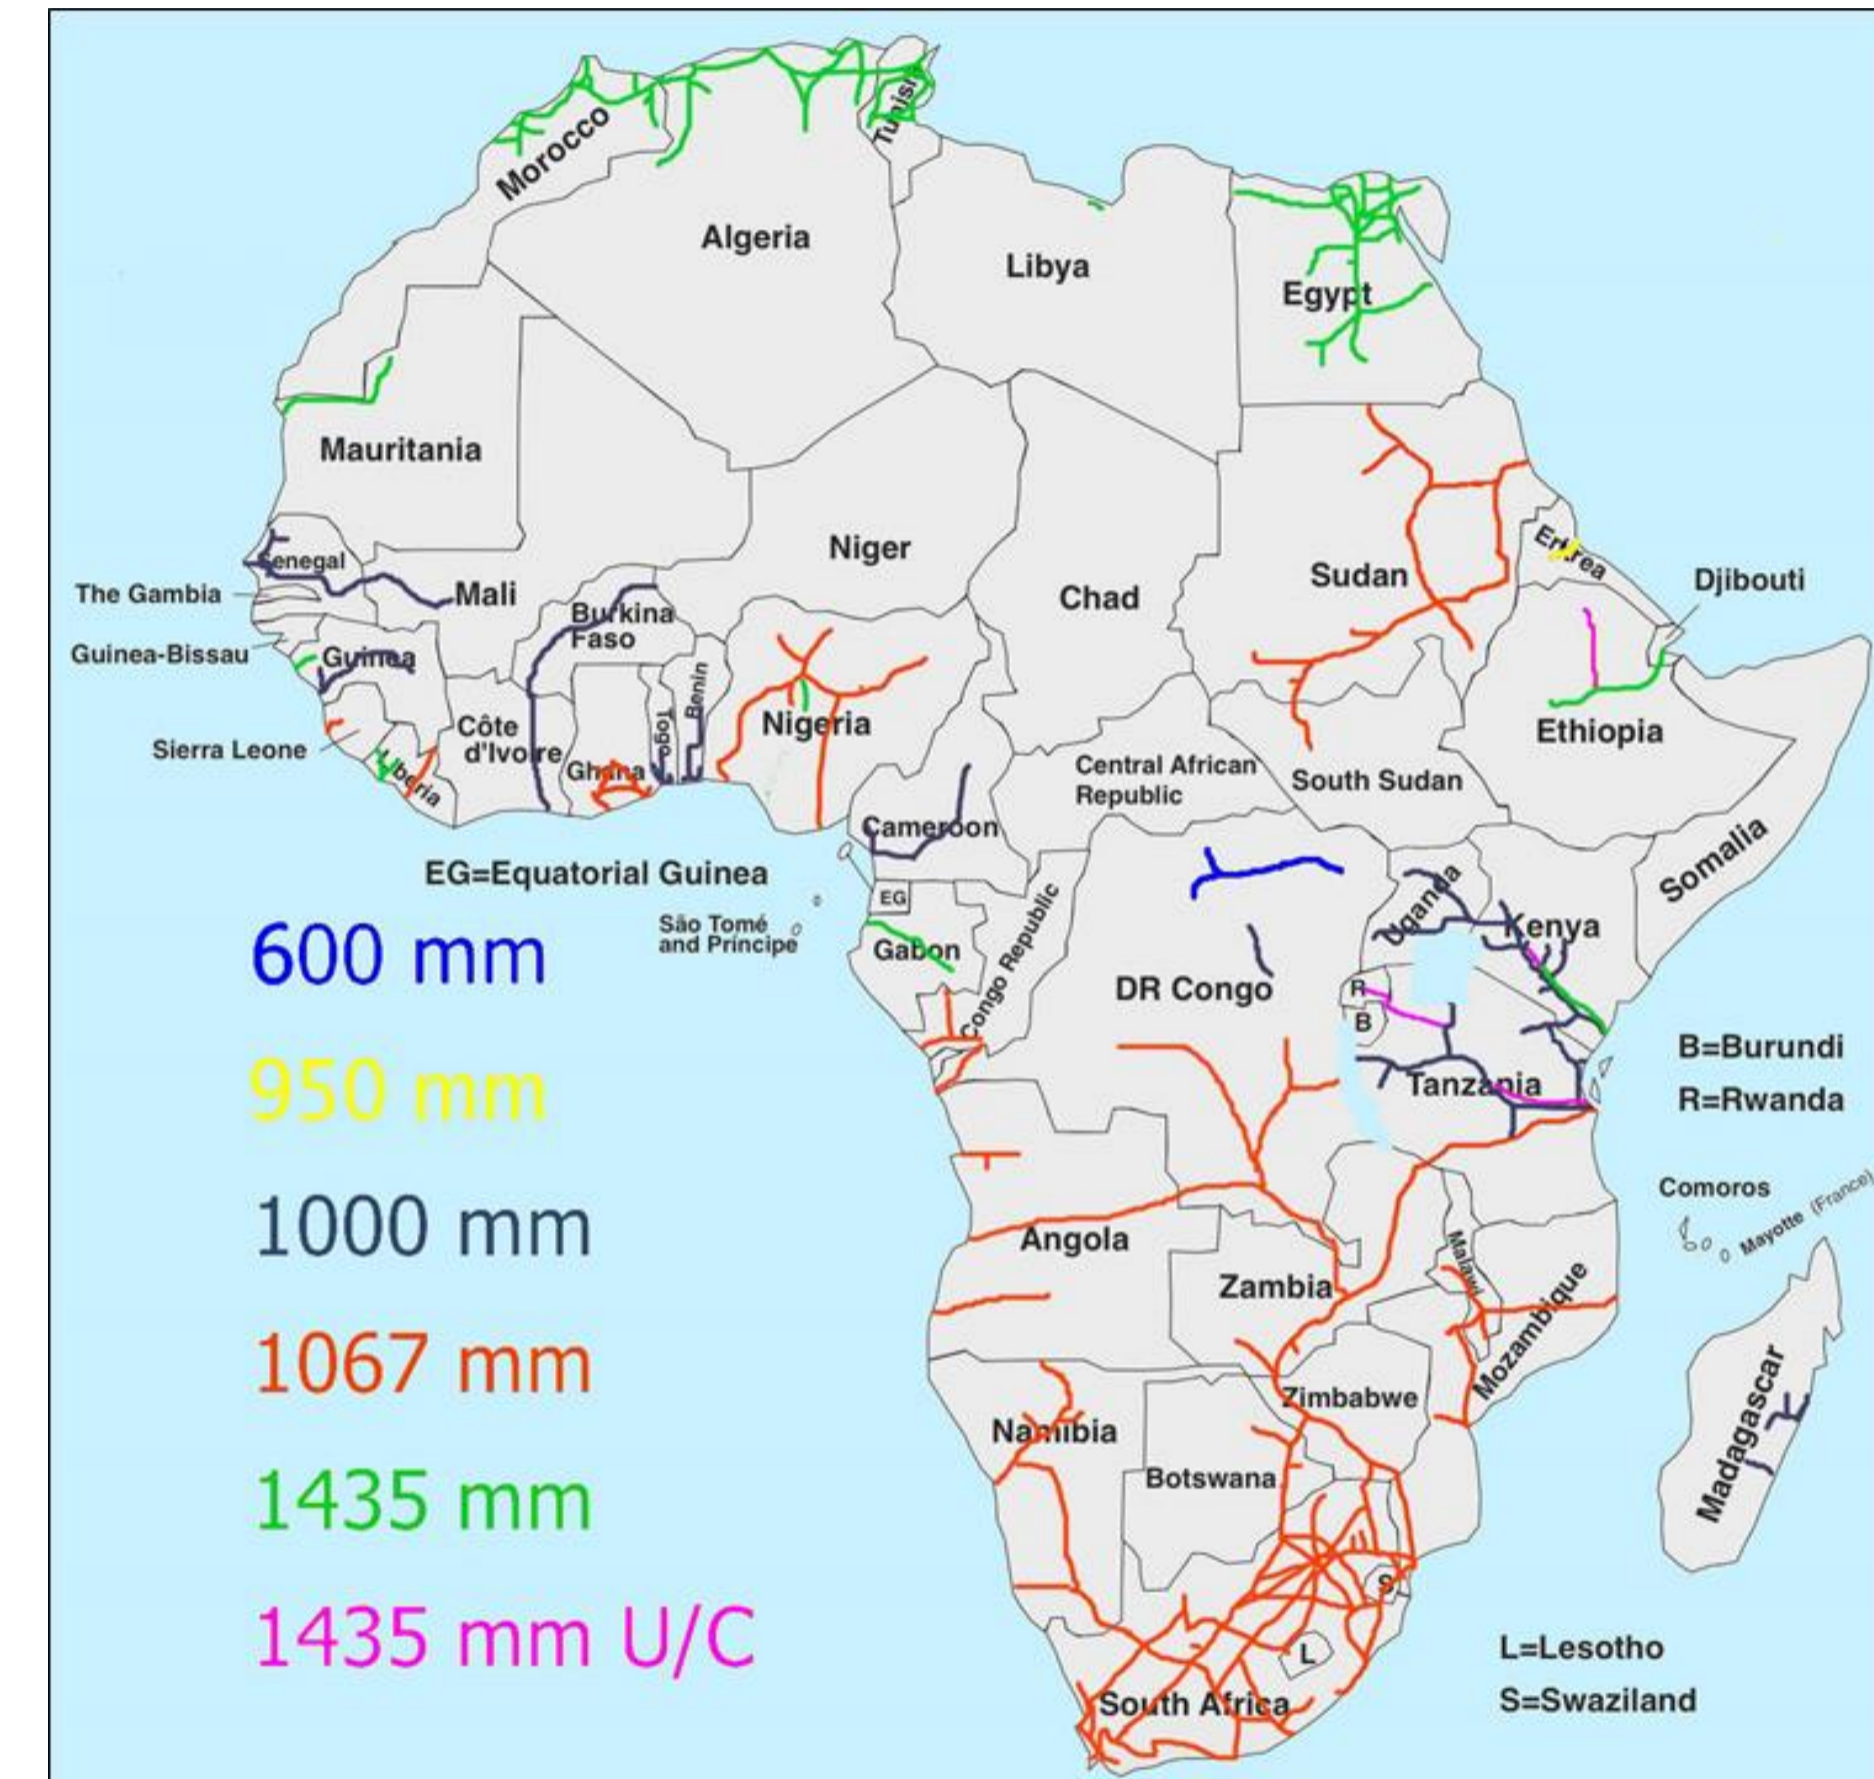 Morocco
Tunisia
Algeria
Libya
Egypt
Mauritania
Niger
Chad
Sudan
Eritrea
Djibouti
Senegal
The Gambia
Mali
Burkina
Faso
Guinea-Bissau
Guinea
Sierra Leone
Liberia
Côte
d'Ivoire
Ghana
Togo
Benin
Nigeria
Ethiopia
Central African
Republic
South Sudan
Somalia
Cameroon
EG=Equatorial Guinea
EG
São Tomé
and Príncipe
Gabon
Congo Republic
DR Congo
Uganda
Kenya
R
B
Tanzania
B=Burundi
R=Rwanda
Comoros
Mayotte (France)
Angola
Zambia
Malawi
Mozambique
Zimbabwe
Madagascar
Namibia
Botswana
S
L
South Africa
L=Lesotho
S=Swaziland
600 mm
950 mm
1000 mm
1067 mm
1435 mm
1435 mm U/C